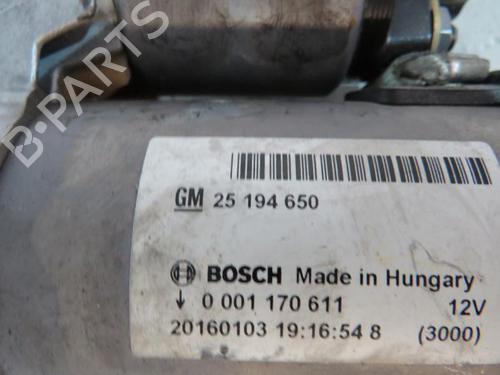 B-PARTS
GM 25 194 650
BOSCH Made in Hungary
0 001 170 611 12V
20160103 19:16:54 8 (3000)